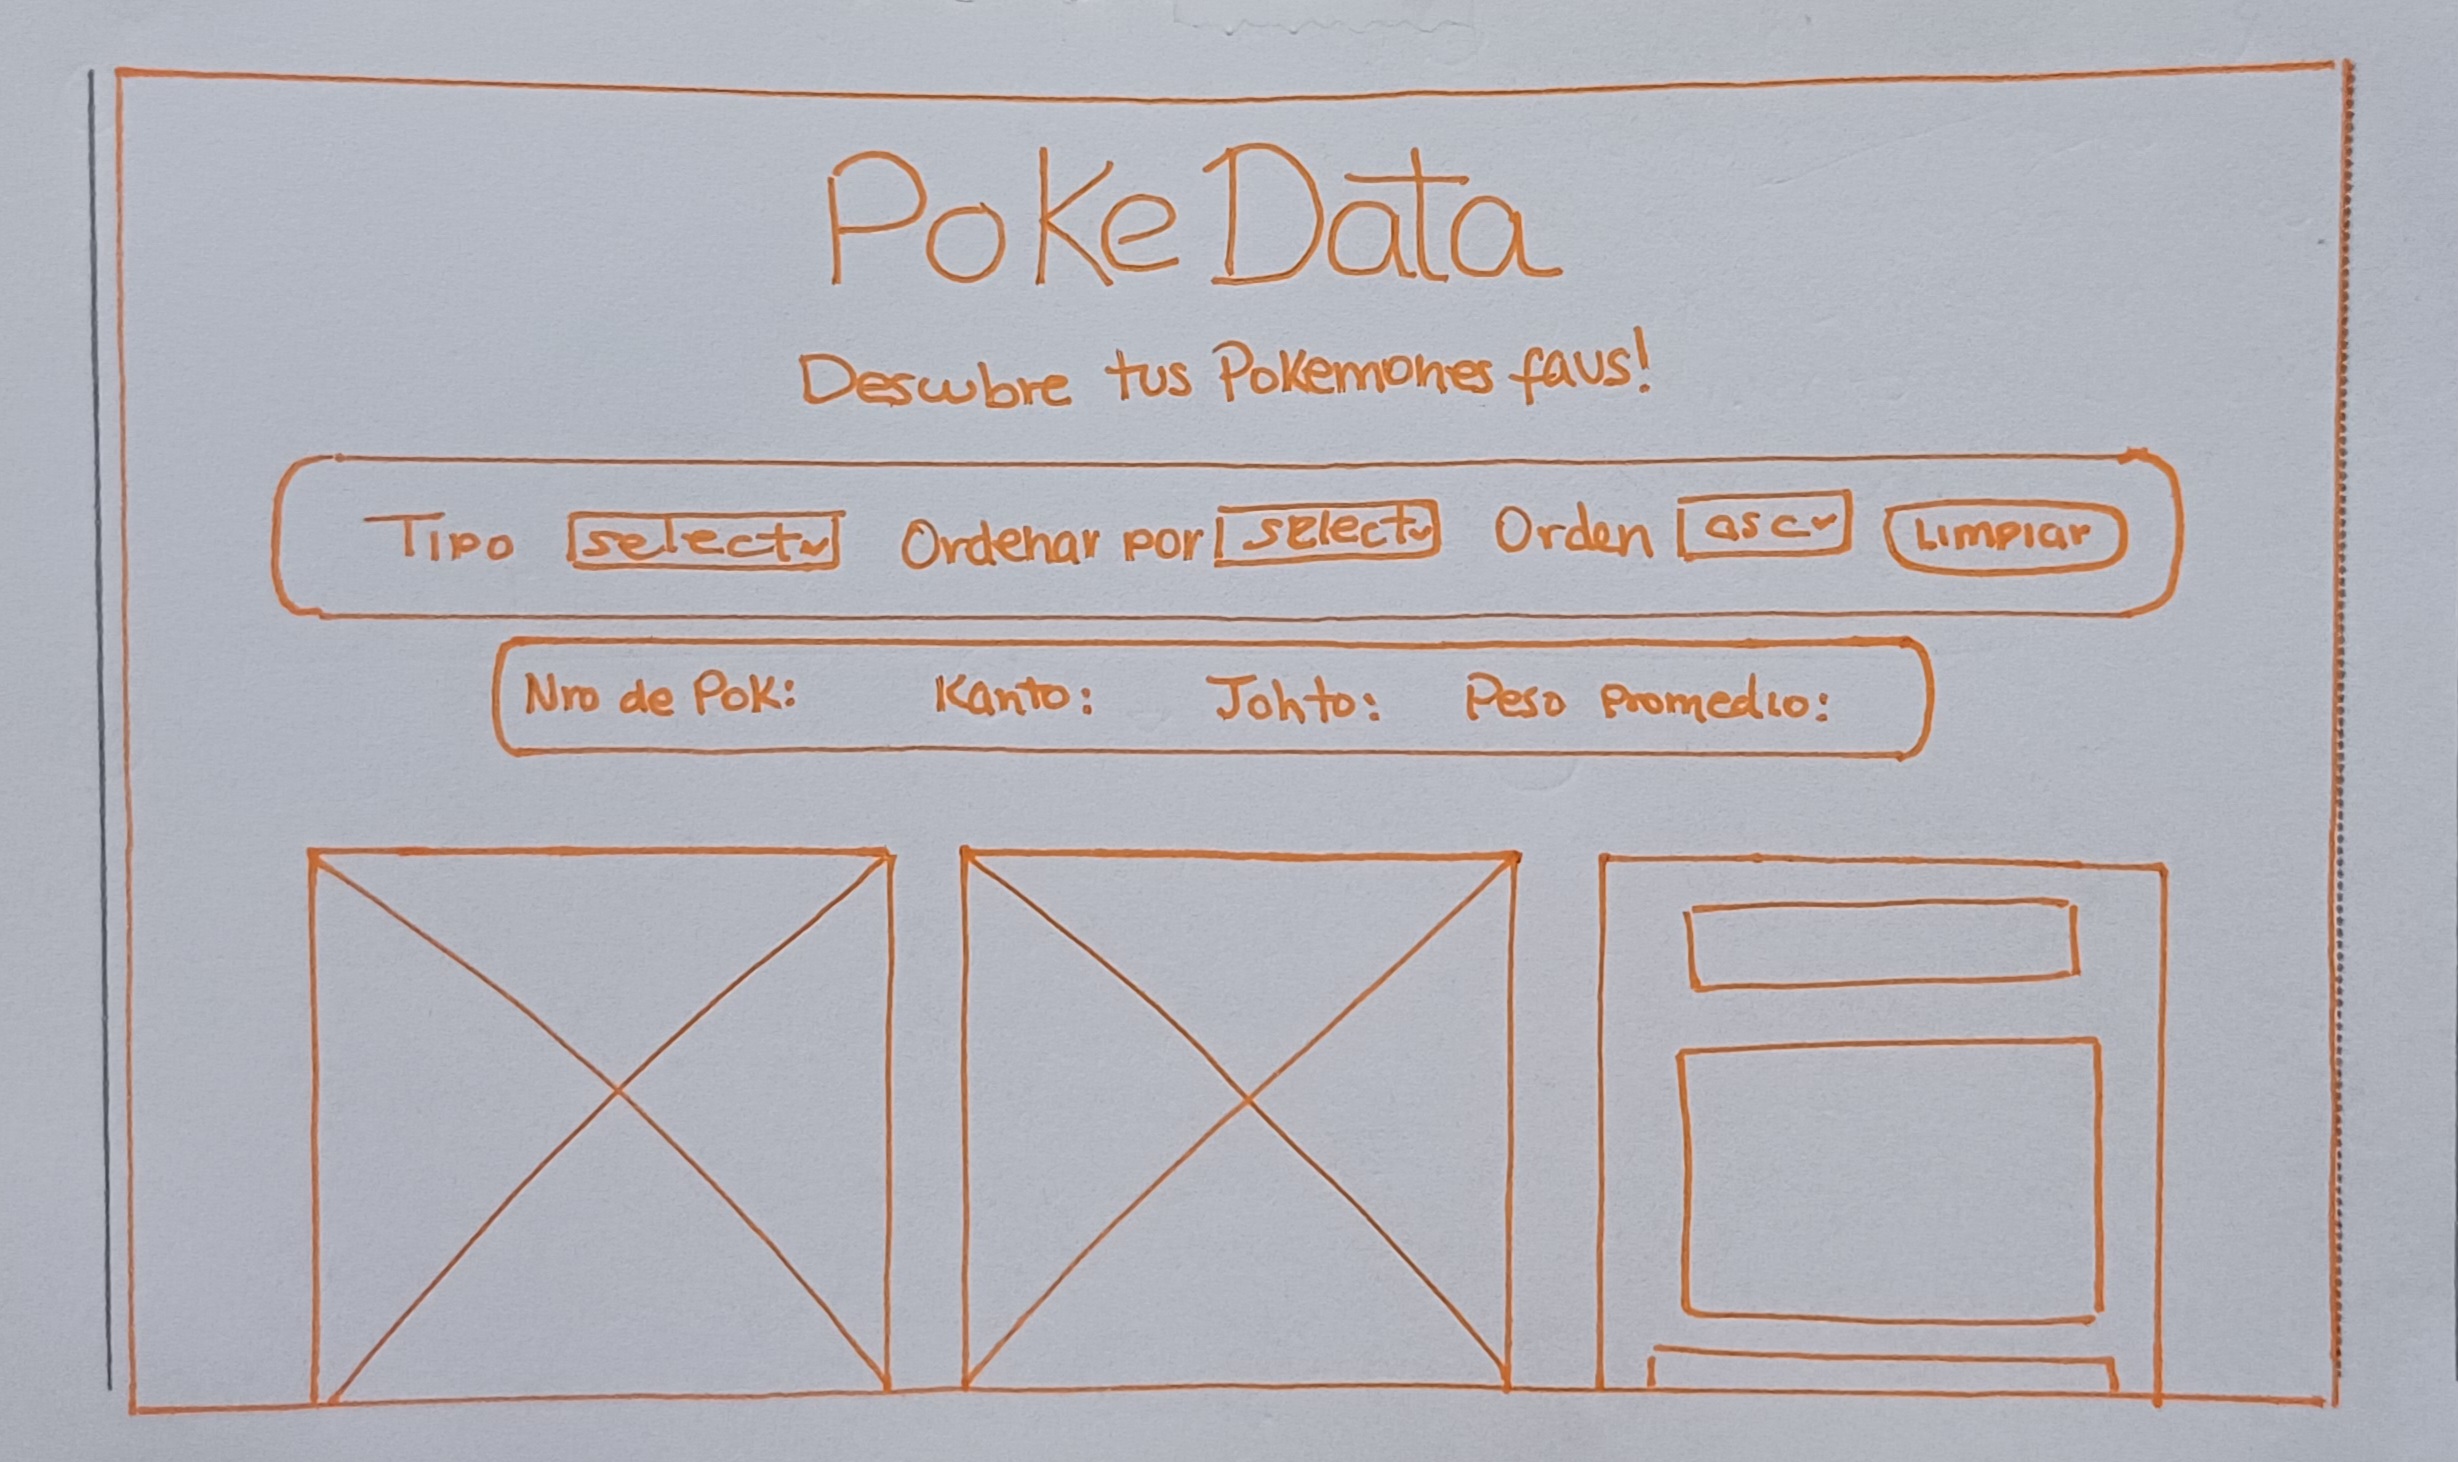 PokeData
Descubre tus Pokemones favs!
Tipo select Ordenar por select Orden asc Limpiar
Nro de Pok: Kanto: Johto: Peso promedio: